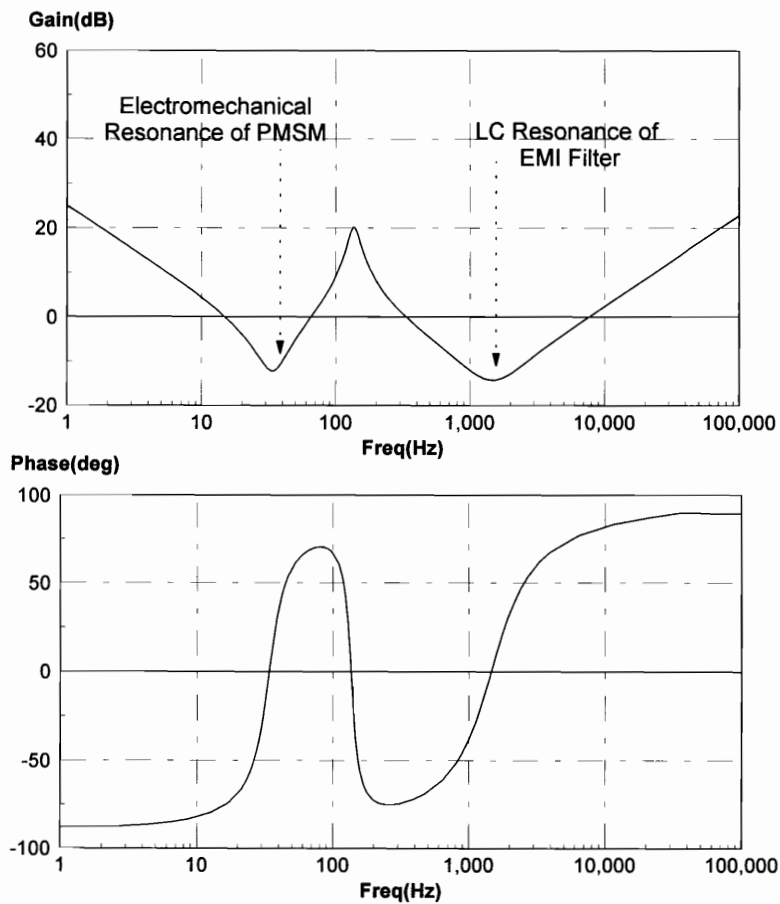 Gain(dB)
60
40
20
0
-20
Electromechanical
Resonance of PMSM
LC Resonance of
EMI Filter
1
10
100
1,000
10,000
100,000
Freq(Hz)
Phase(deg)
100
50
0
-50
-100
1
10
100
1,000
10,000
100,000
Freq(Hz)